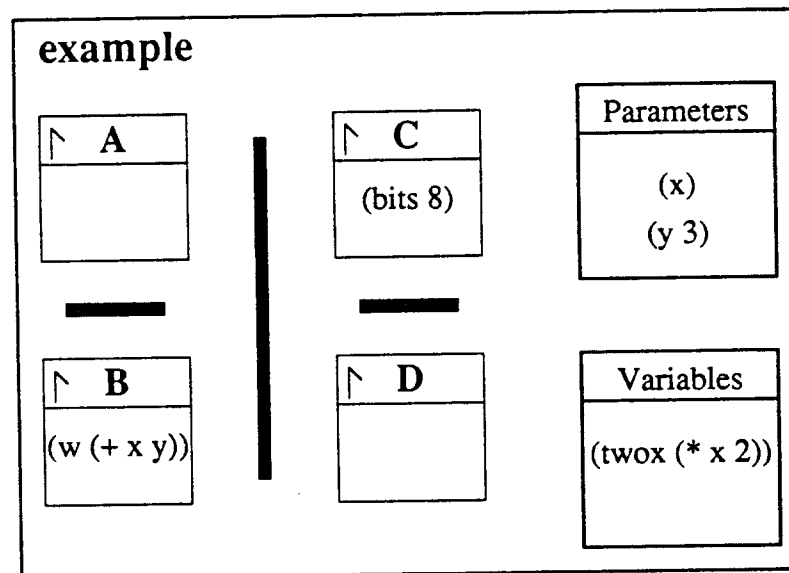 example
A
C
(bits 8)
Parameters
(x)
(y 3)
B
(w (+ x y))
D
Variables
(twox (* x 2))